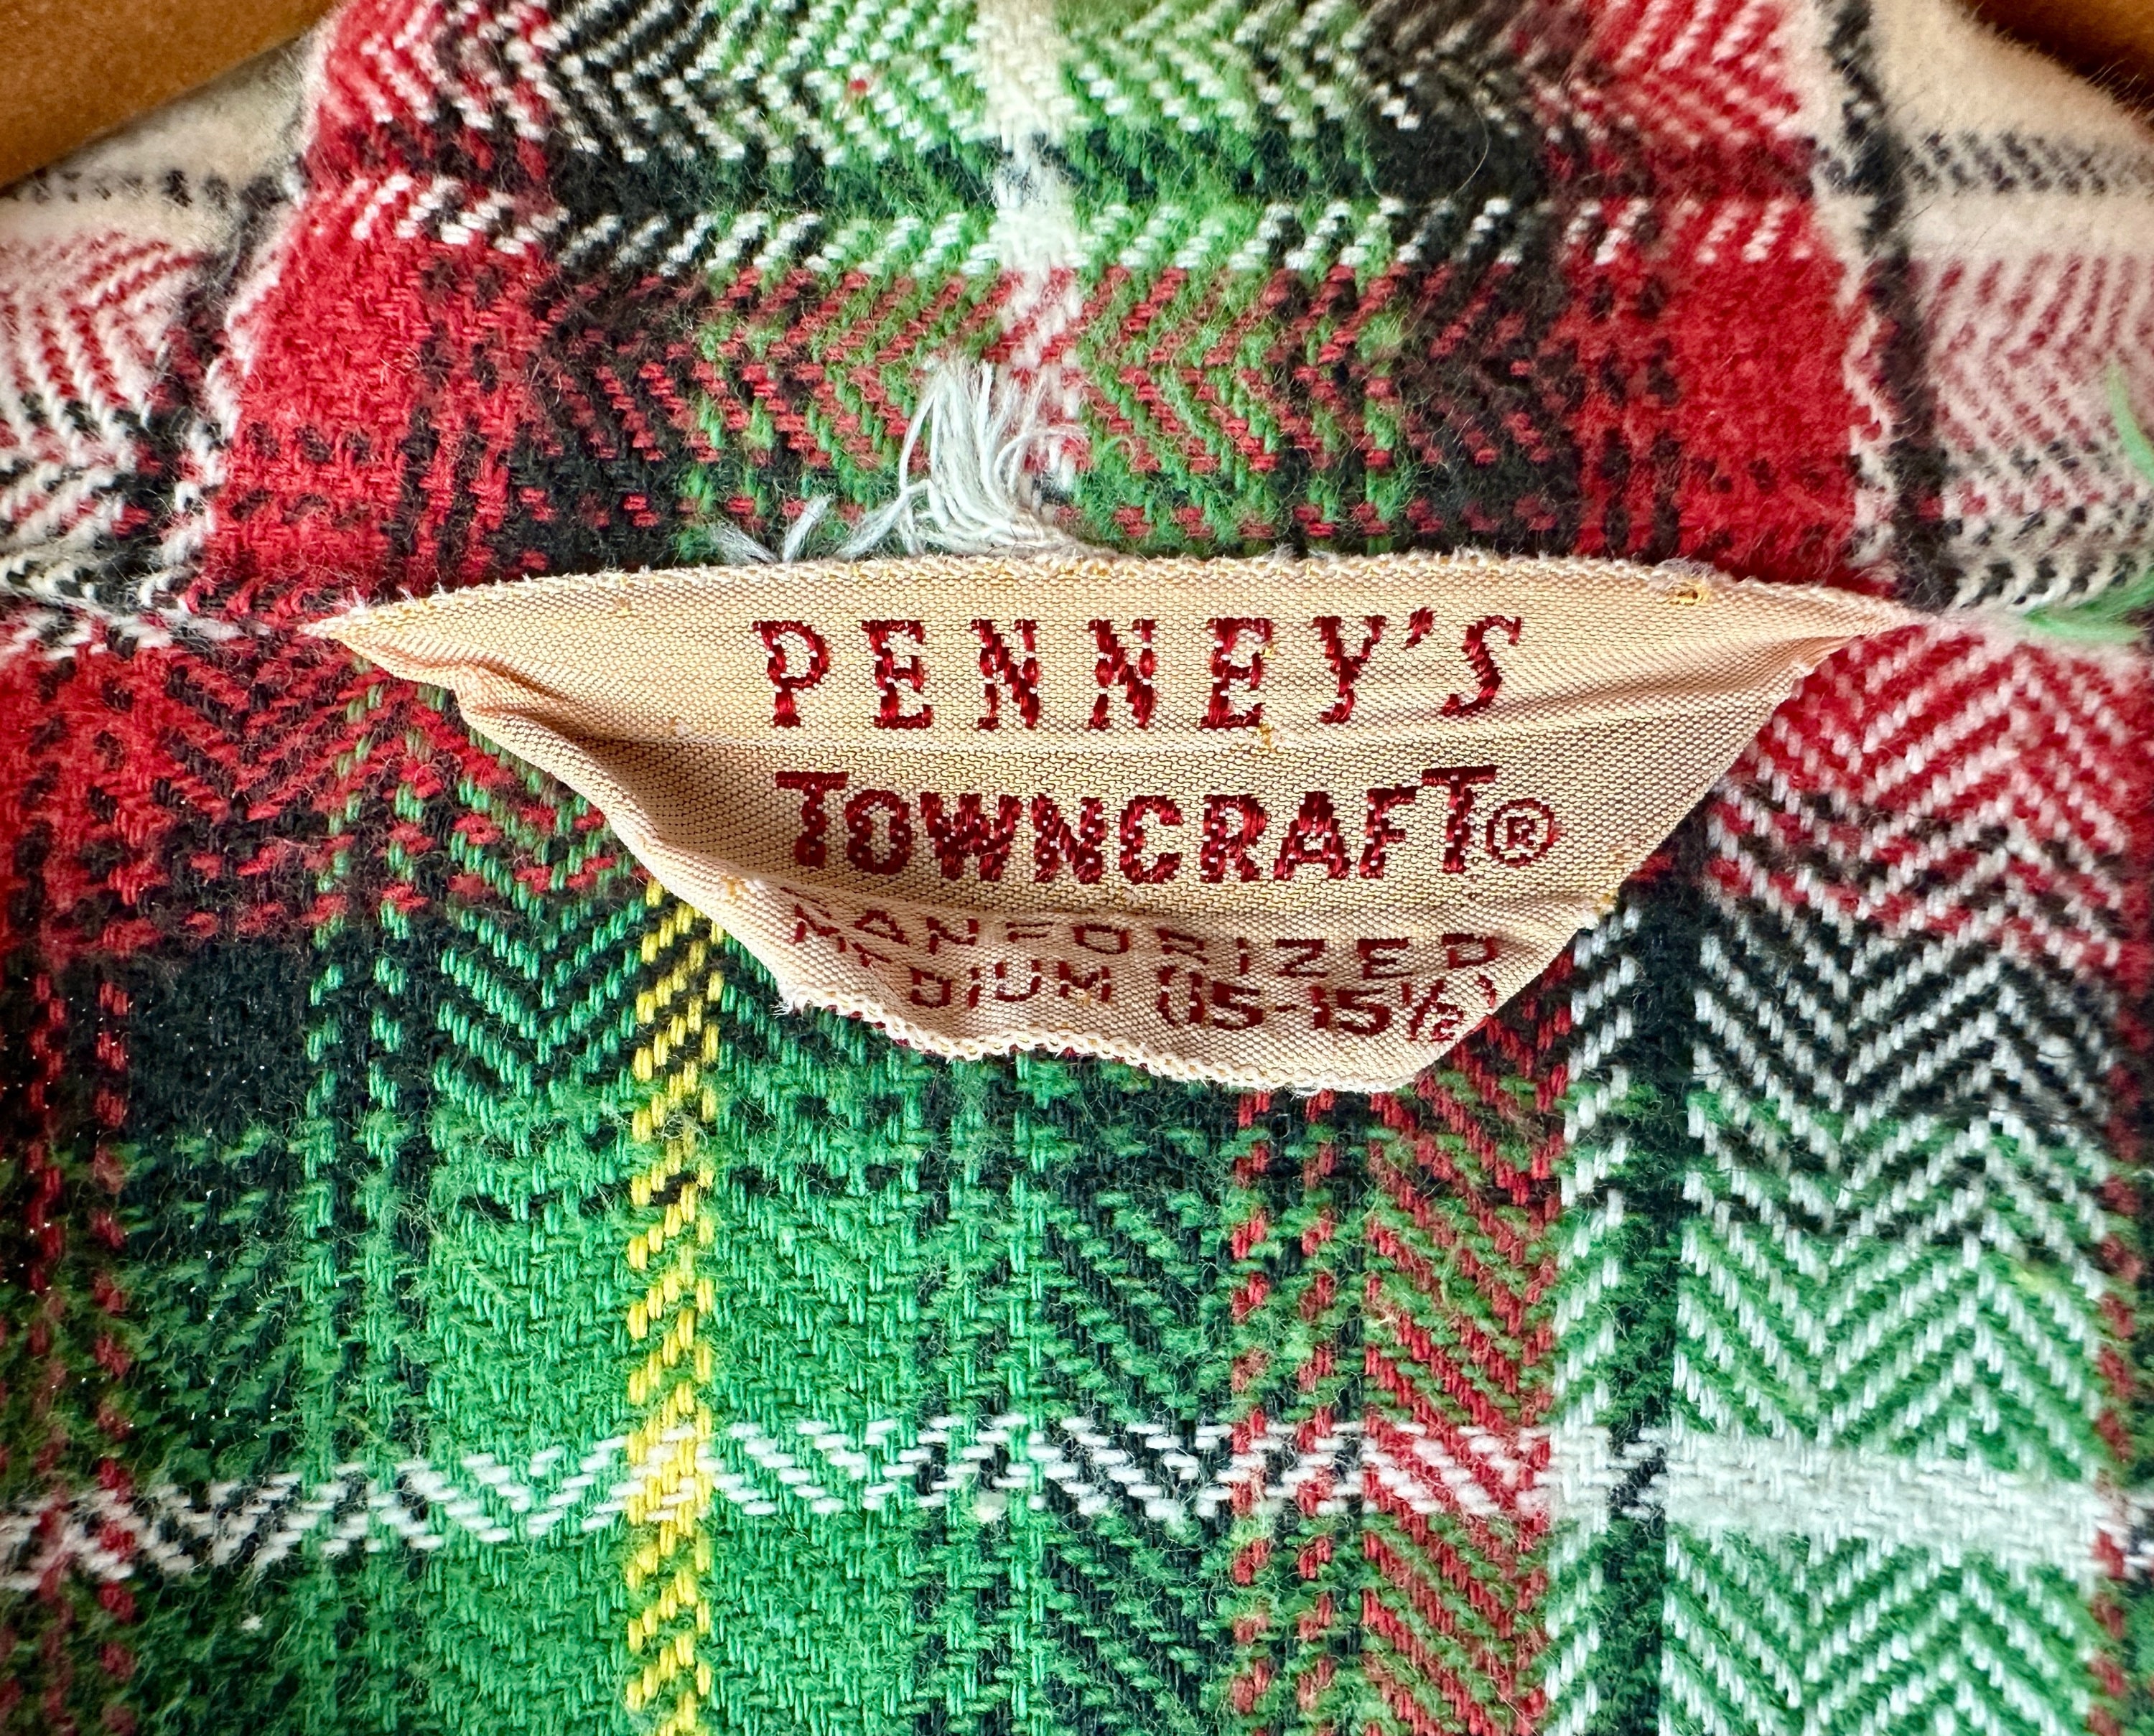 PENNEY'S
TOWNCRAFT®
SANFORIZED
MEDIUM (15-15½)